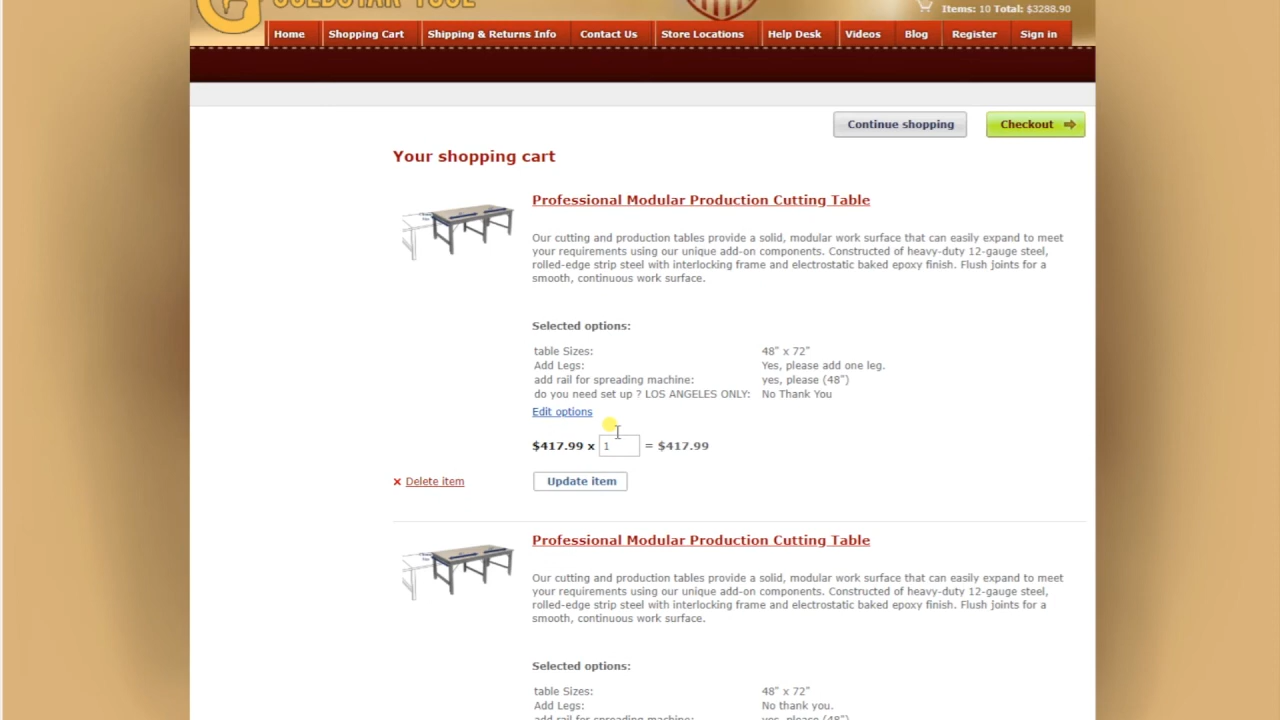 GOLDSTAR TOOL
Items: 10 Total: $3288.90
Home Shopping Cart Shipping & Returns Info Contact Us Store Locations Help Desk Videos Blog Register Sign in
Continue shopping Checkout
Your shopping cart
Professional Modular Production Cutting Table
Our cutting and production tables provide a solid, modular work surface that can easily expand to meet
your requirements using our unique add-on components. Constructed of heavy-duty 12-gauge steel,
rolled-edge strip steel with interlocking frame and electrostatic baked epoxy finish. Flush joints for a
smooth, continuous work surface.
Selected options:
table Sizes: 48" x 72"
Add Legs: Yes, please add one leg.
add rail for spreading machine: yes, please (48")
do you need set up ? LOS ANGELES ONLY: No Thank You
Edit options
$417.99 x 1 = $417.99
Delete item Update item
Professional Modular Production Cutting Table
Our cutting and production tables provide a solid, modular work surface that can easily expand to meet
your requirements using our unique add-on components. Constructed of heavy-duty 12-gauge steel,
rolled-edge strip steel with interlocking frame and electrostatic baked epoxy finish. Flush joints for a
smooth, continuous work surface.
Selected options:
table Sizes: 48" x 72"
Add Legs: No thank you.
add rail for spreading machine: yes, please (48")